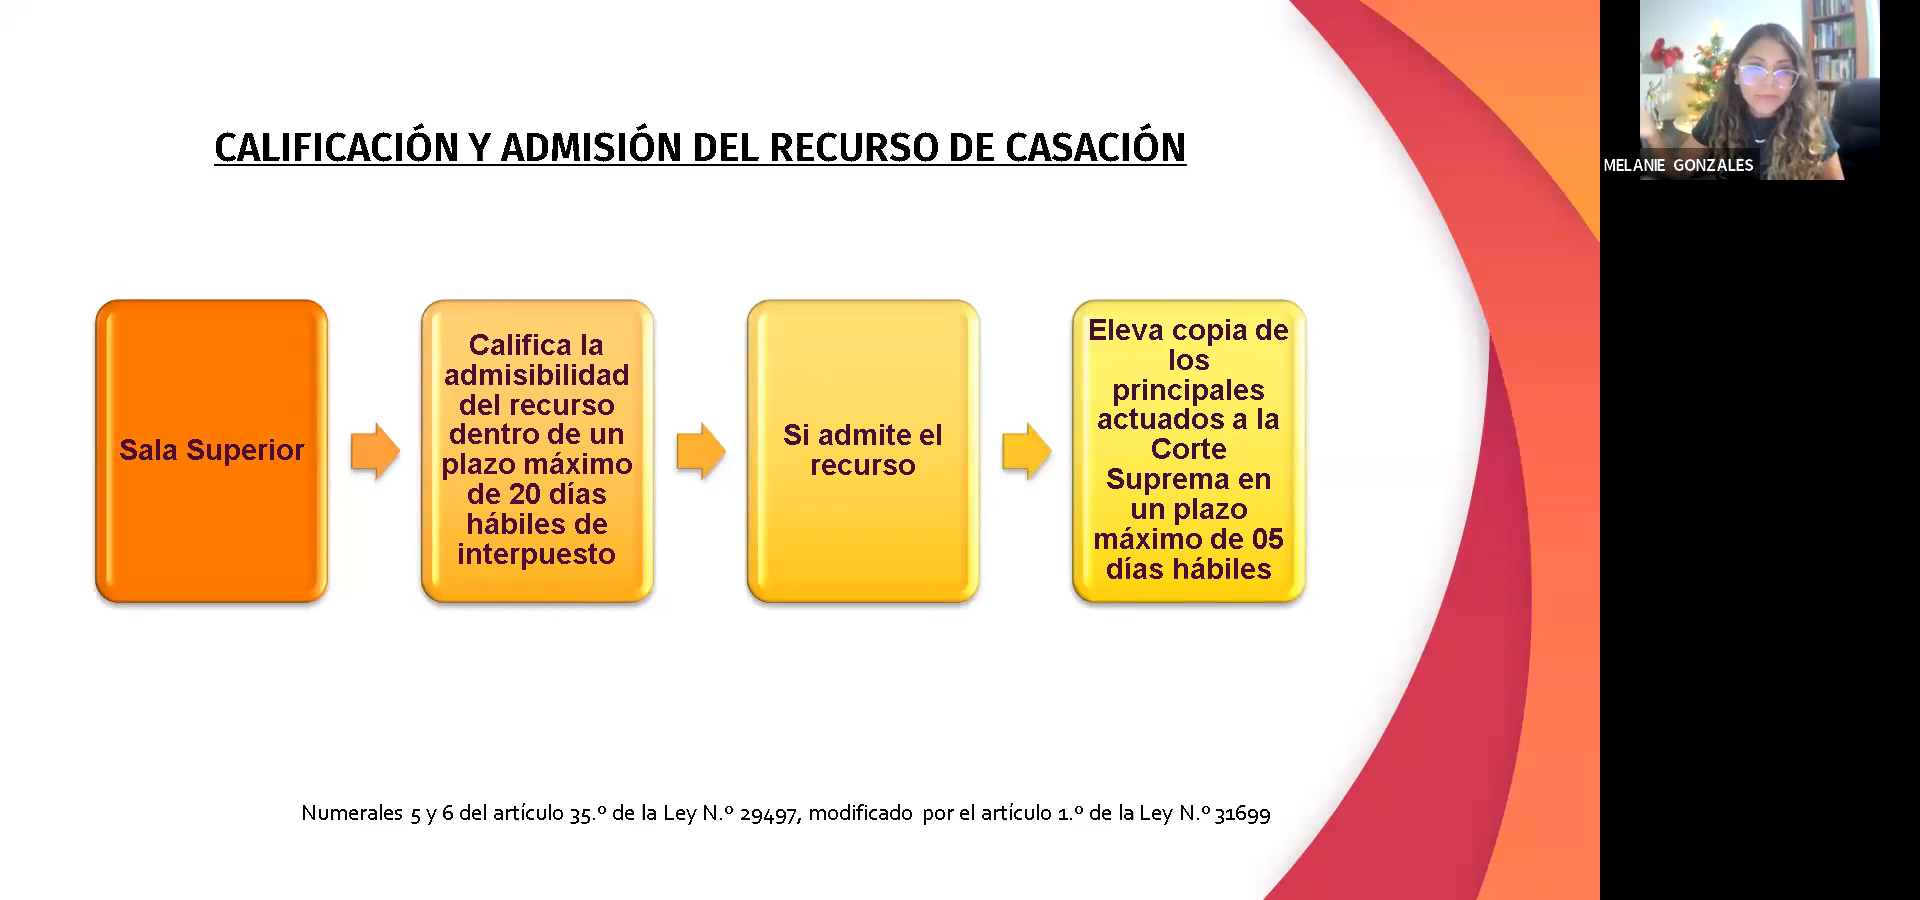 CALIFICACIÓN Y ADMISIÓN DEL RECURSO DE CASACIÓN
Sala Superior
Califica la
admisibilidad
del recurso
dentro de un
plazo máximo
de 20 días
hábiles de
interpuesto
Si admite el
recurso
Eleva copia de
los
principales
actuados a la
Corte
Suprema en
un plazo
máximo de 05
días hábiles
Numerales 5 y 6 del artículo 35.º de la Ley N.º 29497, modificado por el artículo 1.º de la Ley N.º 31699
MELANIE GONZALES